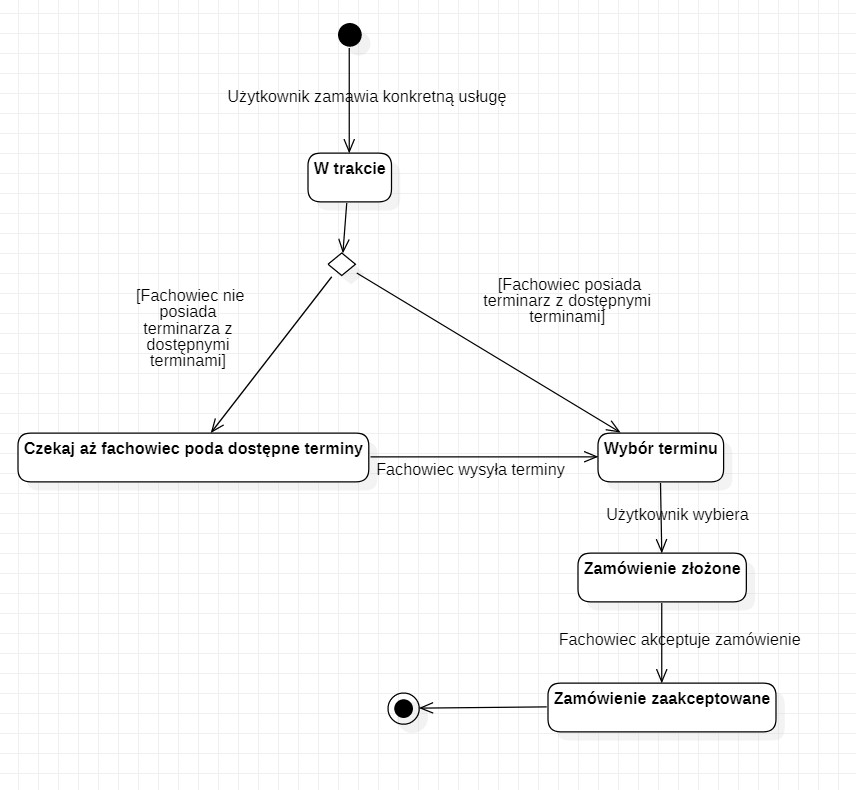 Użytkownik zamawia konkretną usługę
W trakcie
[Fachowiec nie
posiada
terminarza z
dostępnymi
terminami]
[Fachowiec posiada
terminarz z dostępnymi
terminami]
Czekaj aż fachowiec poda dostępne terminy
Fachowiec wysyła terminy
Wybór terminu
Użytkownik wybiera
Zamówienie złożone
Fachowiec akceptuje zamówienie
Zamówienie zaakceptowane